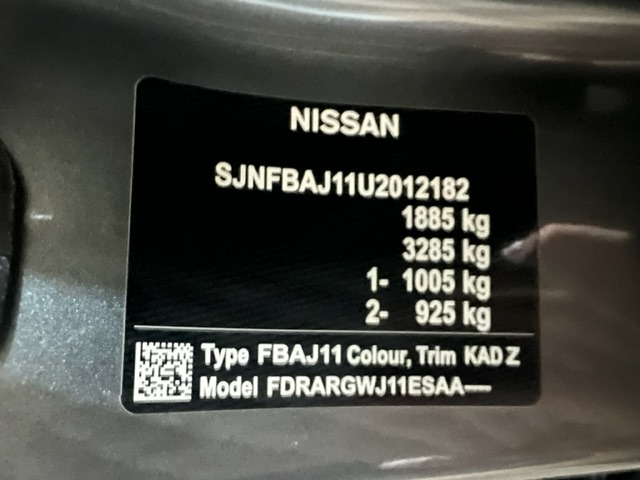 NISSAN
SJNFBAJ11U2012182
1885 kg
3285 kg
1- 1005 kg
2- 925 kg
Type FBAJ11 Colour, Trim KAD Z
Model FDRARGWJ11ESAA----